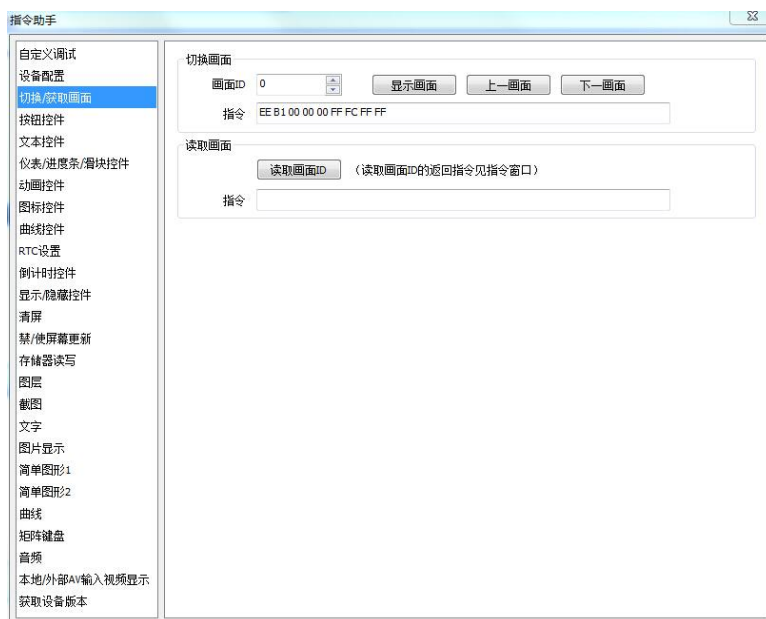 指令助手
自定义调试
设备配置
切换/获取画面
按钮控件
文本控件
仪表/进度条/滑块控件
动画控件
图标控件
曲线控件
RTC设置
倒计时控件
显示/隐藏控件
清屏
禁/使屏幕更新
存储器读写
图层
截图
文字
图片显示
简单图形1
简单图形2
曲线
矩阵键盘
音频
本地/外部AV输入视频显示
获取设备版本
切换画面
画面ID 0 显示画面 上一画面 下一画面
指令 EE B1 00 00 00 FF FC FF FF
读取画面
读取画面ID （读取画面ID的返回指令见指令窗口）
指令